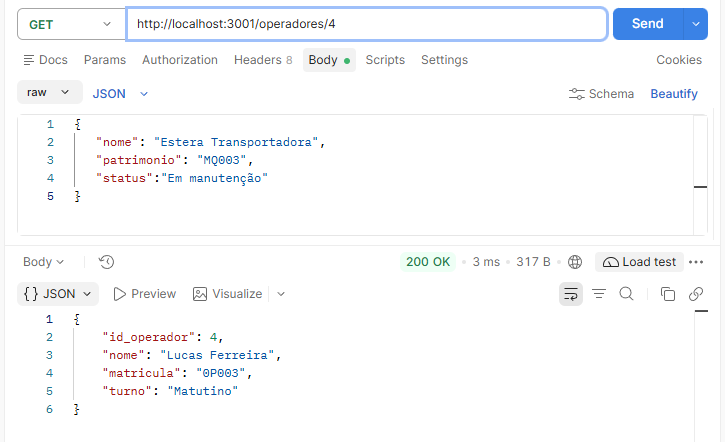 GET http://localhost:3001/operadores/4 Send
Docs Params Authorization Headers 8 Body Scripts Settings Cookies
raw JSON Schema Beautify
1 {
2 "nome": "Estera Transportadora",
3 "patrimonio": "MQ003",
4 "status":"Em manutenção"
5 }
Body 200 OK • 3 ms • 317 B Load test
{} JSON Preview Visualize
1 {
2 "id_operador": 4,
3 "nome": "Lucas Ferreira",
4 "matricula": "0P003",
5 "turno": "Matutino"
6 }